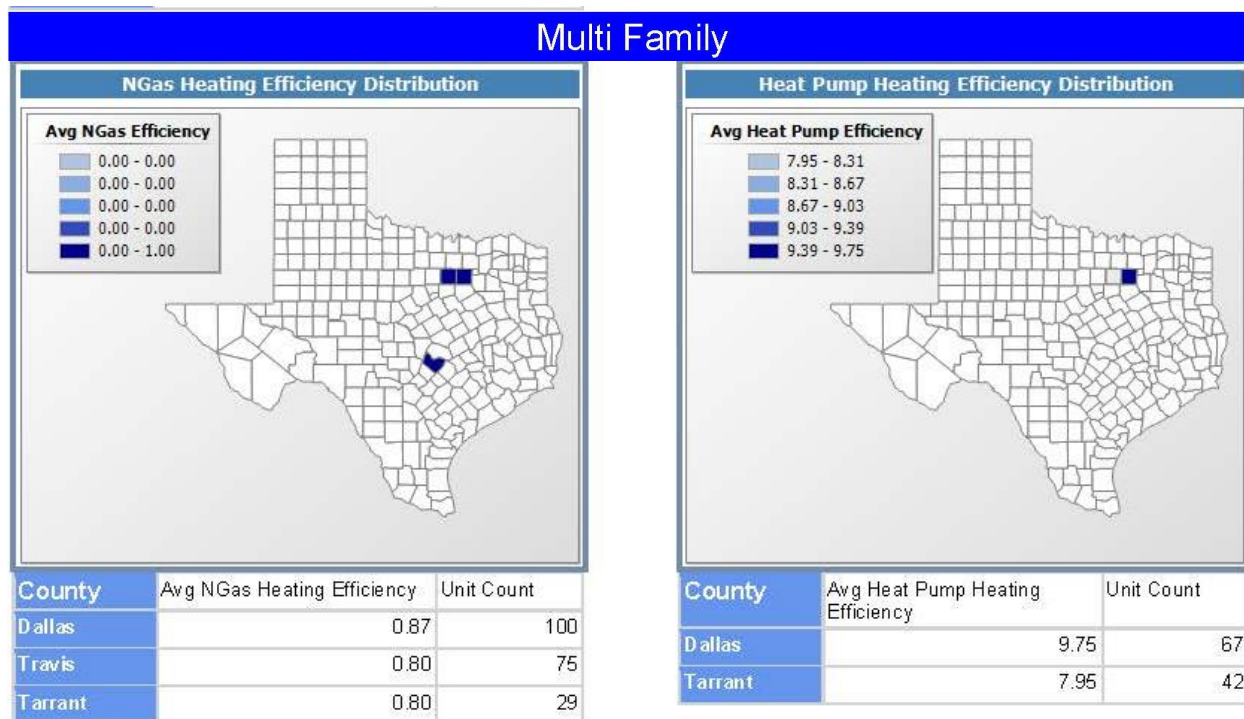 Multi Family
NGas Heating Efficiency Distribution
Avg NGas Efficiency
0.00 - 0.00
0.00 - 0.00
0.00 - 0.00
0.00 - 0.00
0.00 - 1.00
County Avg NGas Heating Efficiency Unit Count
Dallas 0.87 100
Travis 0.80 75
Tarrant 0.80 29
Heat Pump Heating Efficiency Distribution
Avg Heat Pump Efficiency
7.95 - 8.31
8.31 - 8.67
8.67 - 9.03
9.03 - 9.39
9.39 - 9.75
County Avg Heat Pump Heating Unit Count
Efficiency
Dallas 9.75 67
Tarrant 7.95 42